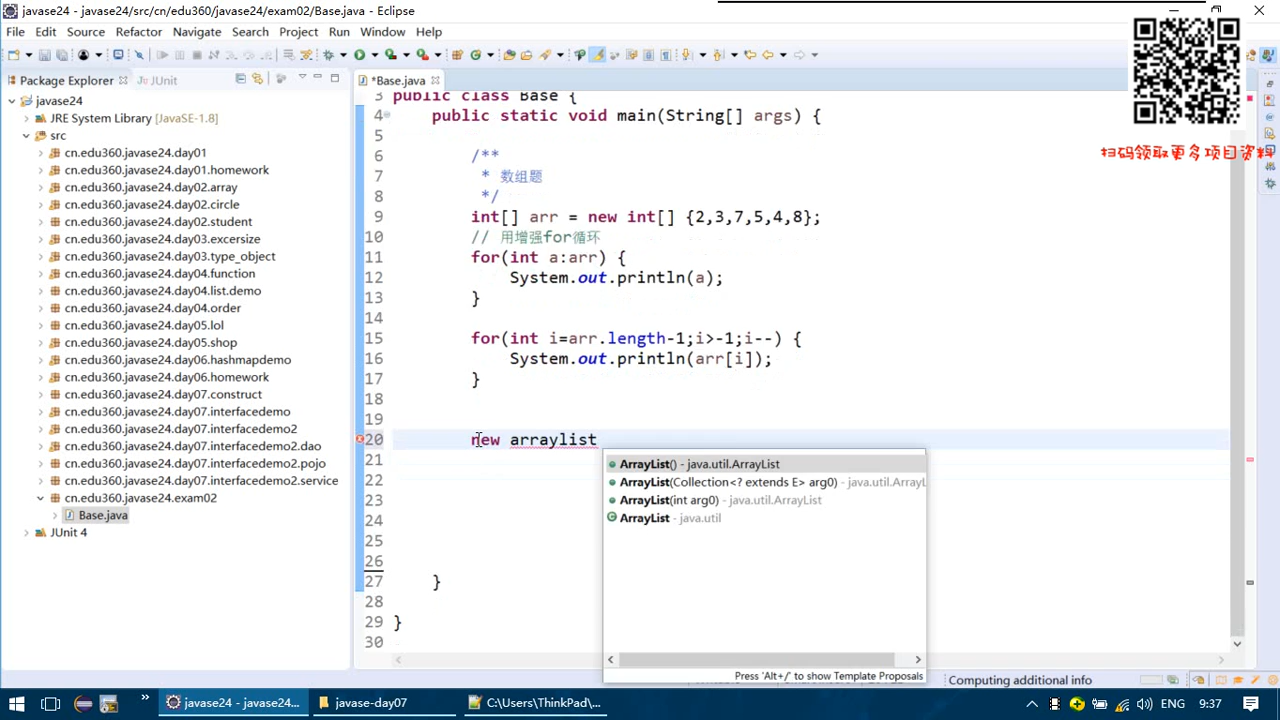 javase24 - javase24/src/cn/edu360/javase24/exam02/Base.java - Eclipse
File Edit Source Refactor Navigate Search Project Run Window Help
Package Explorer
JUnit
*Base.java
javase24
JRE System Library [JavaSE-1.8]
src
cn.edu360.javase24.day01
cn.edu360.javase24.day01.homework
cn.edu360.javase24.day02.array
cn.edu360.javase24.day02.circle
cn.edu360.javase24.day02.student
cn.edu360.javase24.day03.excersize
cn.edu360.javase24.day03.type_object
cn.edu360.javase24.day04.function
cn.edu360.javase24.day04.list.demo
cn.edu360.javase24.day04.order
cn.edu360.javase24.day05.lol
cn.edu360.javase24.day05.shop
cn.edu360.javase24.day06.hashmapdemo
cn.edu360.javase24.day06.homework
cn.edu360.javase24.day07.construct
cn.edu360.javase24.day07.interfacedemo
cn.edu360.javase24.day07.interfacedemo2
cn.edu360.javase24.day07.interfacedemo2.dao
cn.edu360.javase24.day07.interfacedemo2.pojo
cn.edu360.javase24.day07.interfacedemo2.service
cn.edu360.javase24.exam02
Base.java
JUnit 4
3 public class Base {
4 public static void main(String[] args) {
5
6 /**
7 * 数组题
8 */
9 int[] arr = new int[] {2,3,7,5,4,8};
10 // 用增强for循环
11 for(int a:arr) {
12 System.out.println(a);
13 }
14
15 for(int i=arr.length-1;i>-1;i--) {
16 System.out.println(arr[i]);
17 }
18
19
20 new arraylist
21
22
23
24
25
26
27 }
28
29 }
30
ArrayList() - java.util.ArrayList
ArrayList(Collection<? extends E> arg0) - java.util.ArrayL
ArrayList(int arg0) - java.util.ArrayList
ArrayList - java.util
Press 'Alt+/' to show Template Proposals
扫码领取更多项目资料
Computing additional info
javase24 - javase24...
javase-day07
C:\Users\ThinkPad\...
ENG
9:37